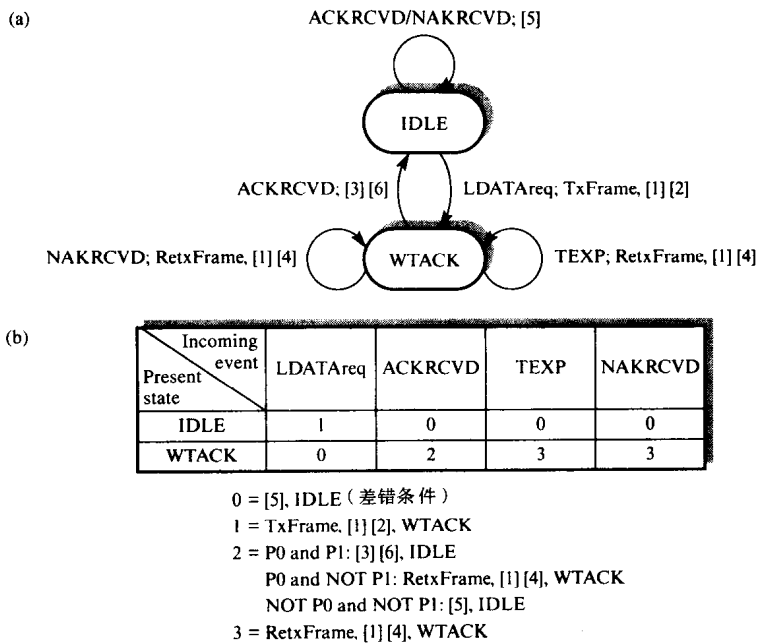 (a)
ACKRCVD/NAKRCVD; [5]
IDLE
ACKRCVD; [3] [6]
LDATAreq; TxFrame, [1] [2]
NAKRCVD; RetxFrame, [1] [4]
WTACK
TEXP; RetxFrame, [1] [4]
(b)
Incoming event
Present state
LDATAreq ACKRCVD TEXP NAKRCVD
IDLE 1 0 0 0
WTACK 0 2 3 3
0 = [5], IDLE (差错条件)
1 = TxFrame, [1] [2], WTACK
2 = P0 and P1: [3] [6], IDLE
P0 and NOT P1: RetxFrame, [1] [4], WTACK
NOT P0 and NOT P1: [5], IDLE
3 = RetxFrame, [1] [4], WTACK